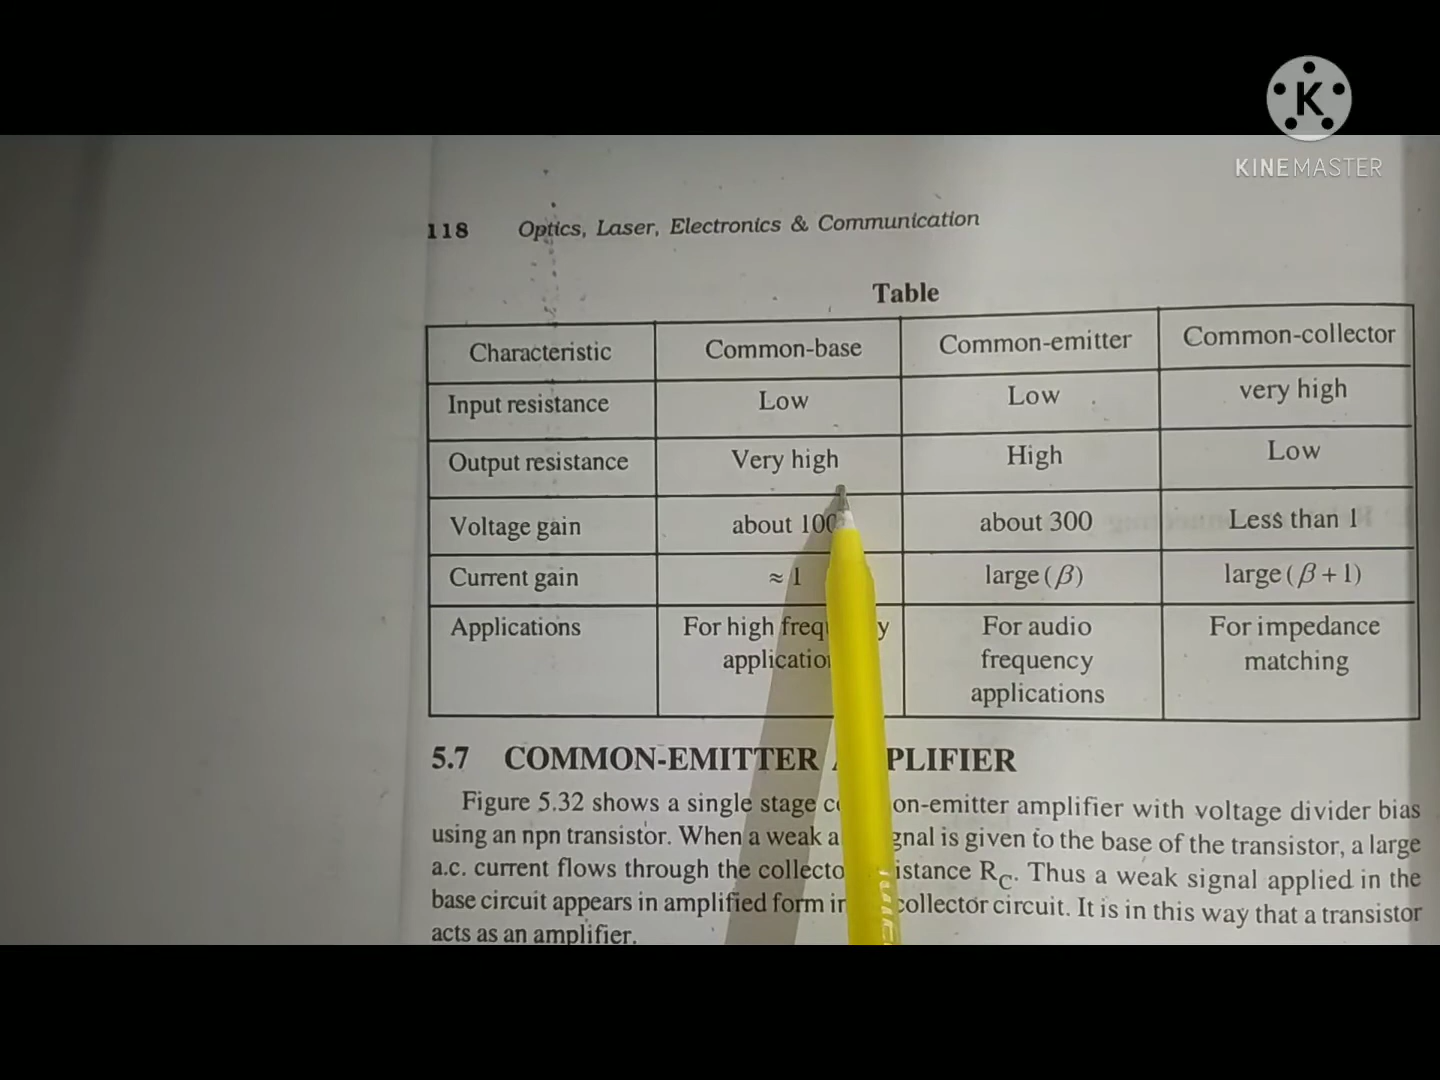 KINEMASTER
118 Optics, Laser, Electronics & Communication
Table
Characteristic Common-base Common-emitter Common-collector
Input resistance Low Low very high
Output resistance Very high High Low
Voltage gain about 100 about 300 Less than 1
Current gain ≈ 1 large (β) large (β + 1)
Applications For high For audio For impedance
frequency matching
applications
5.7 COMMON-EMITTER
Figure 5.32 shows a single stage on-emitter amplifier with voltage divider bias
using an npn transistor. When a weak is given to the base of the transistor, a large
a.c. current flows through the R_C. Thus a weak signal applied in the
base circuit appears in amplified form collector circuit. It is in this way that a transistor
acts as an amplifier.